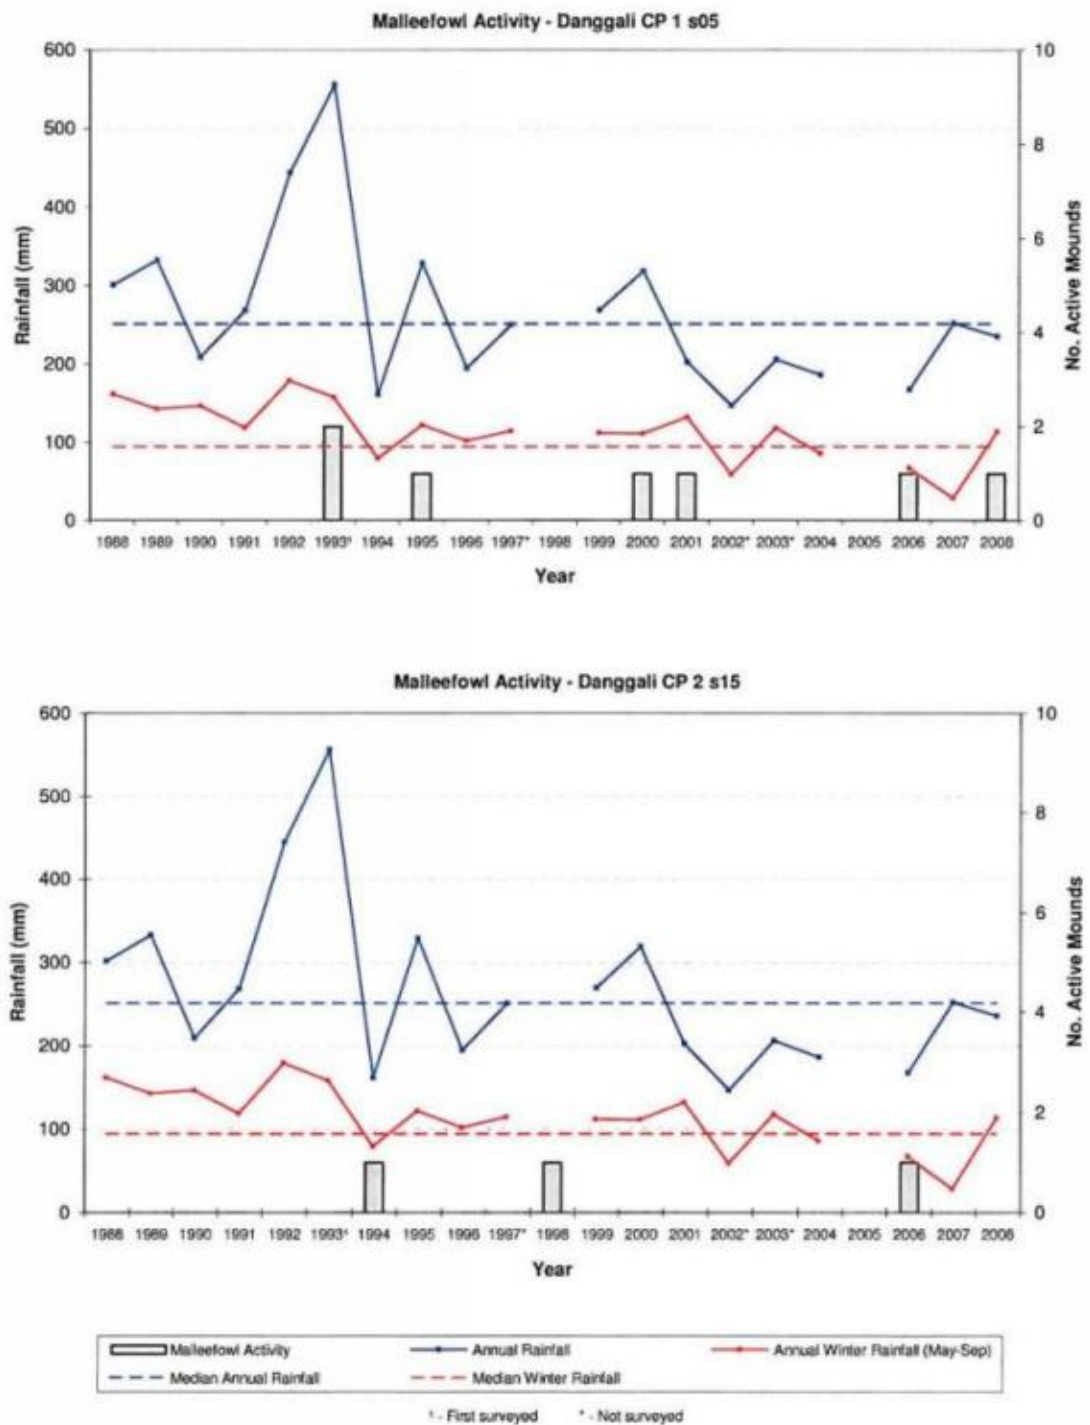 Malleefowl Activity - Danggali CP 1 s05
600
500
400
300
200
100
0
10
8
6
4
2
0
Rainfall (mm)
No. Active Mounds
1988 1989 1990 1991 1992 1993* 1994 1995 1996 1997* 1998 1999 2000 2001 2002* 2003* 2004 2005 2006 2007 2008
Year
Malleefowl Activity - Danggali CP 2 s15
600
500
400
300
200
100
0
10
8
6
4
2
0
Rainfall (mm)
No. Active Mounds
1988 1989 1990 1991 1992 1993* 1994 1995 1996 1997* 1998 1999 2000 2001 2002* 2003* 2004 2005 2006 2007 2008
Year
Malleefowl Activity Annual Rainfall Annual Winter Rainfall (May-Sep)
Median Annual Rainfall Median Winter Rainfall
- First surveyed * - Not surveyed